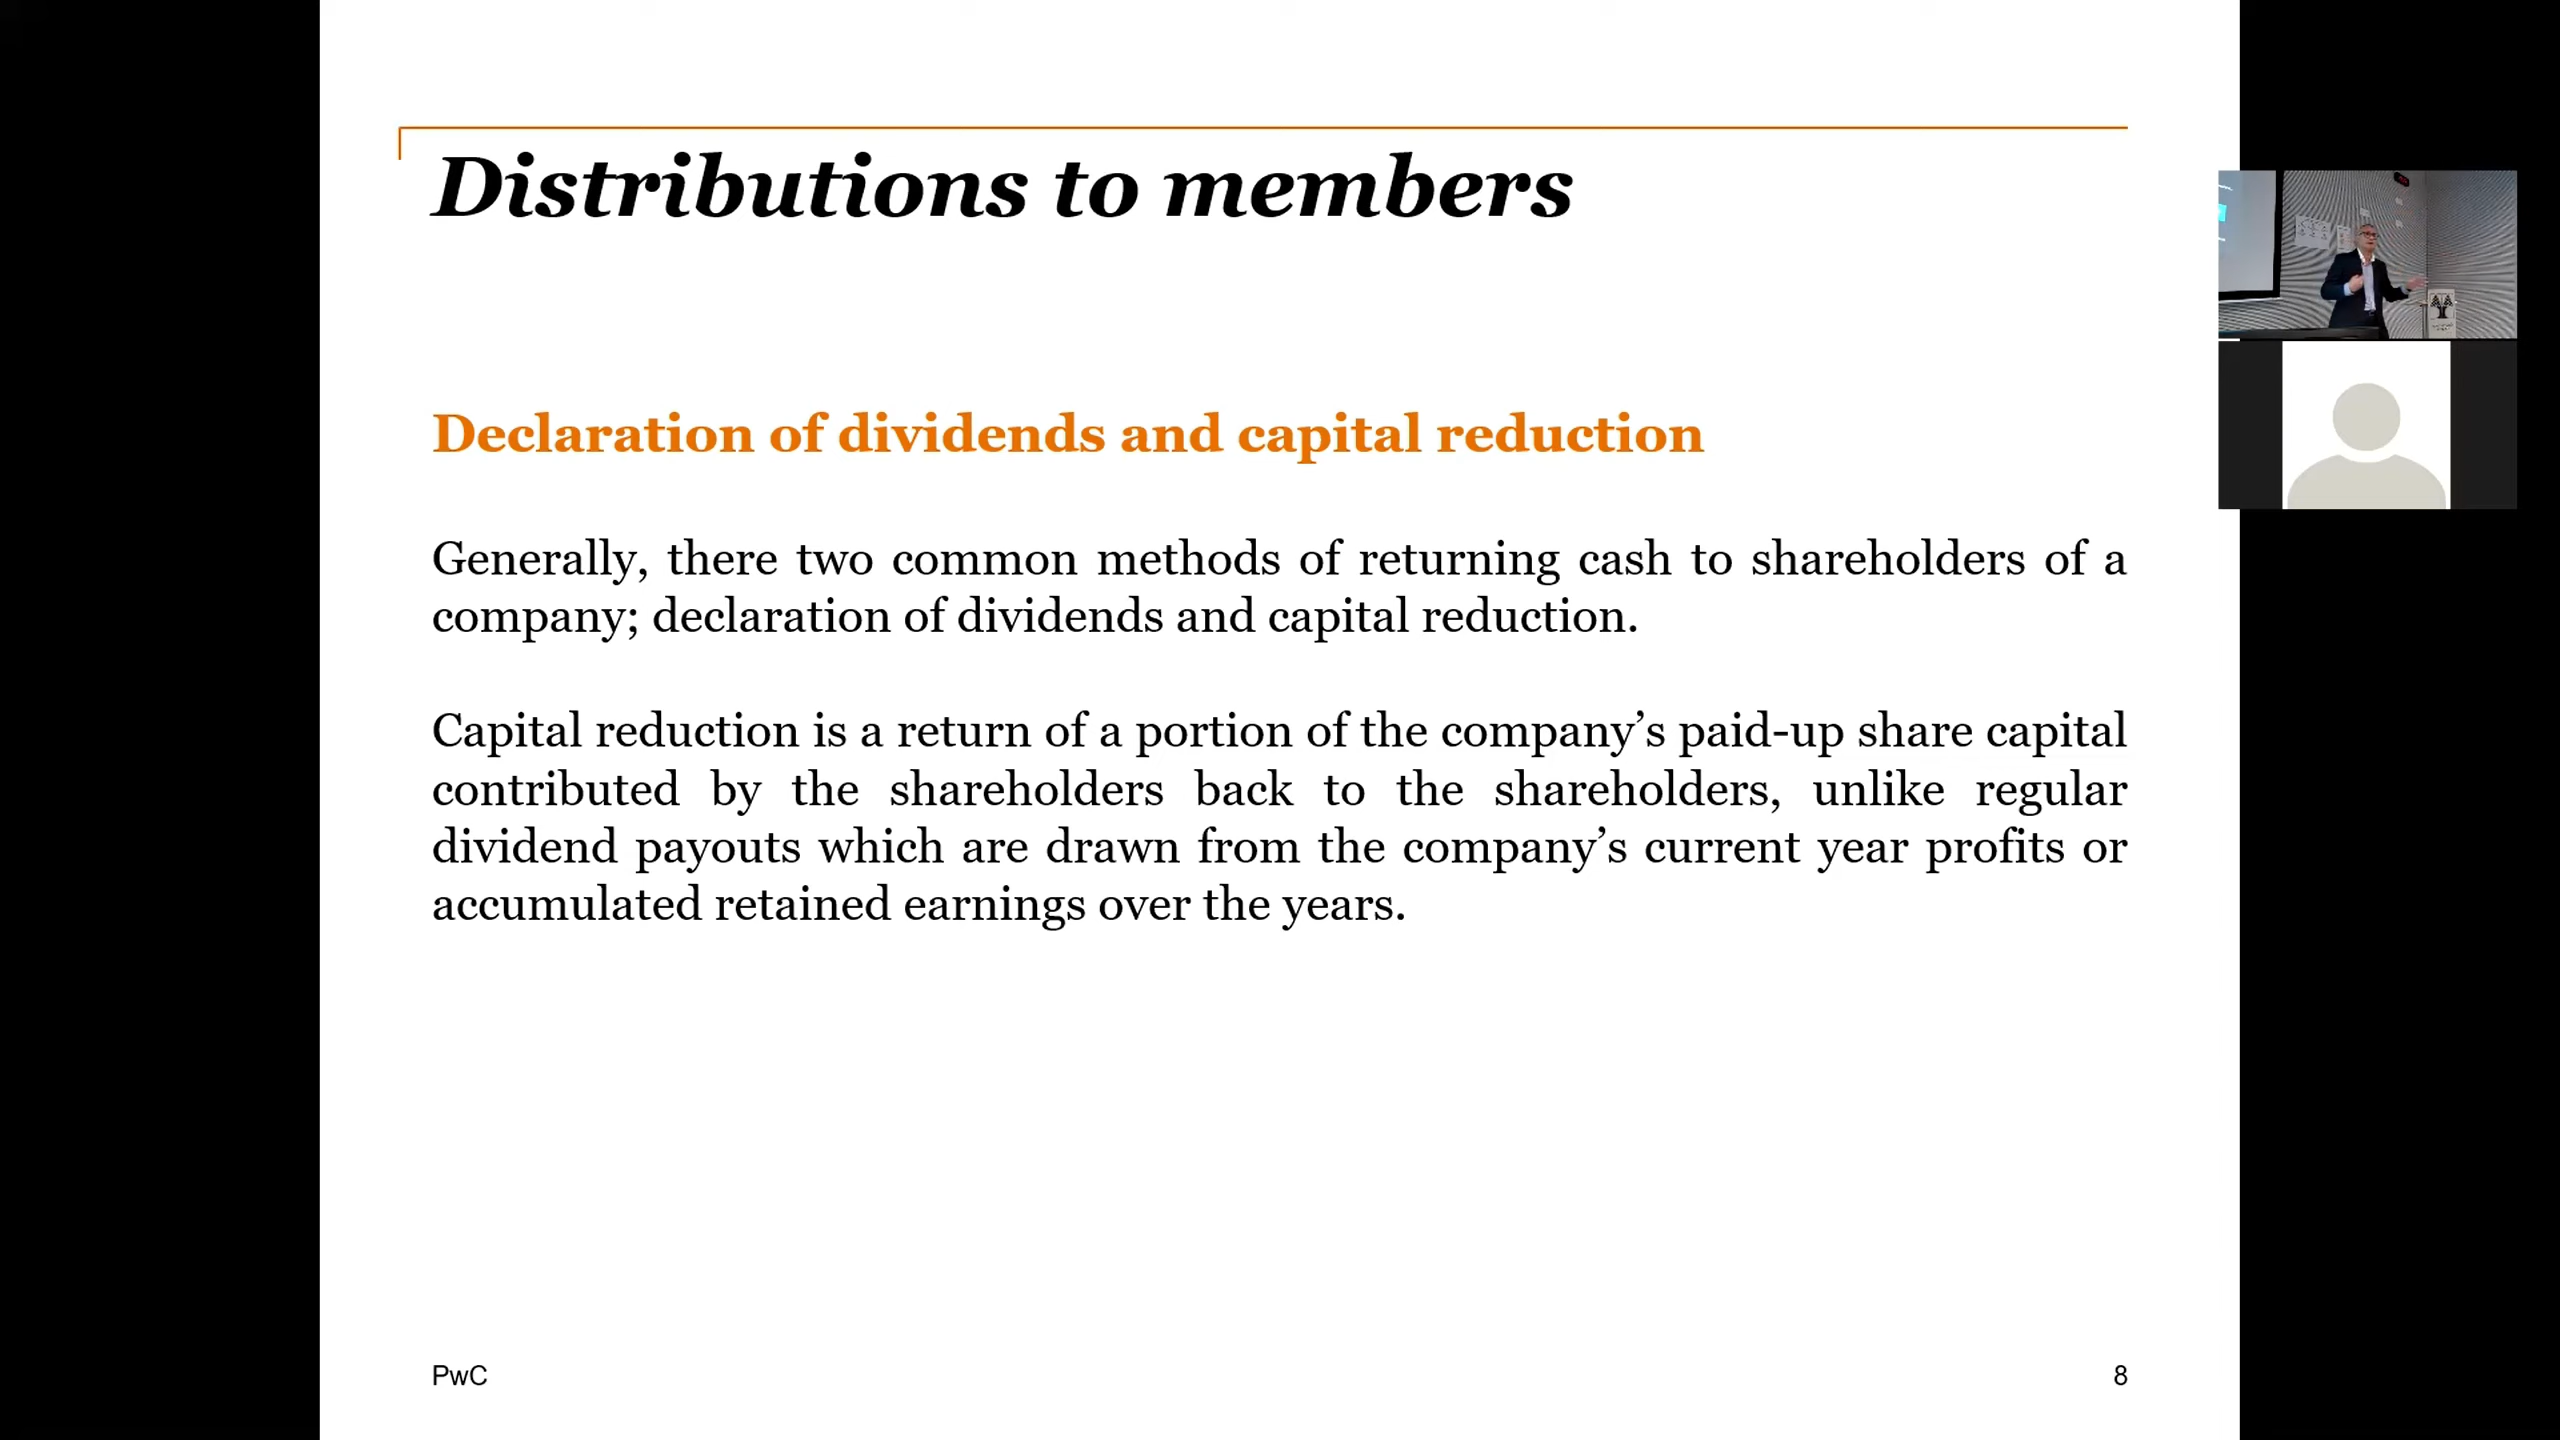 Distributions to members
Declaration of dividends and capital reduction
Generally, there two common methods of returning cash to shareholders of a
company; declaration of dividends and capital reduction.
Capital reduction is a return of a portion of the company’s paid-up share capital
contributed by the shareholders back to the shareholders, unlike regular
dividend payouts which are drawn from the company’s current year profits or
accumulated retained earnings over the years.
PwC
8